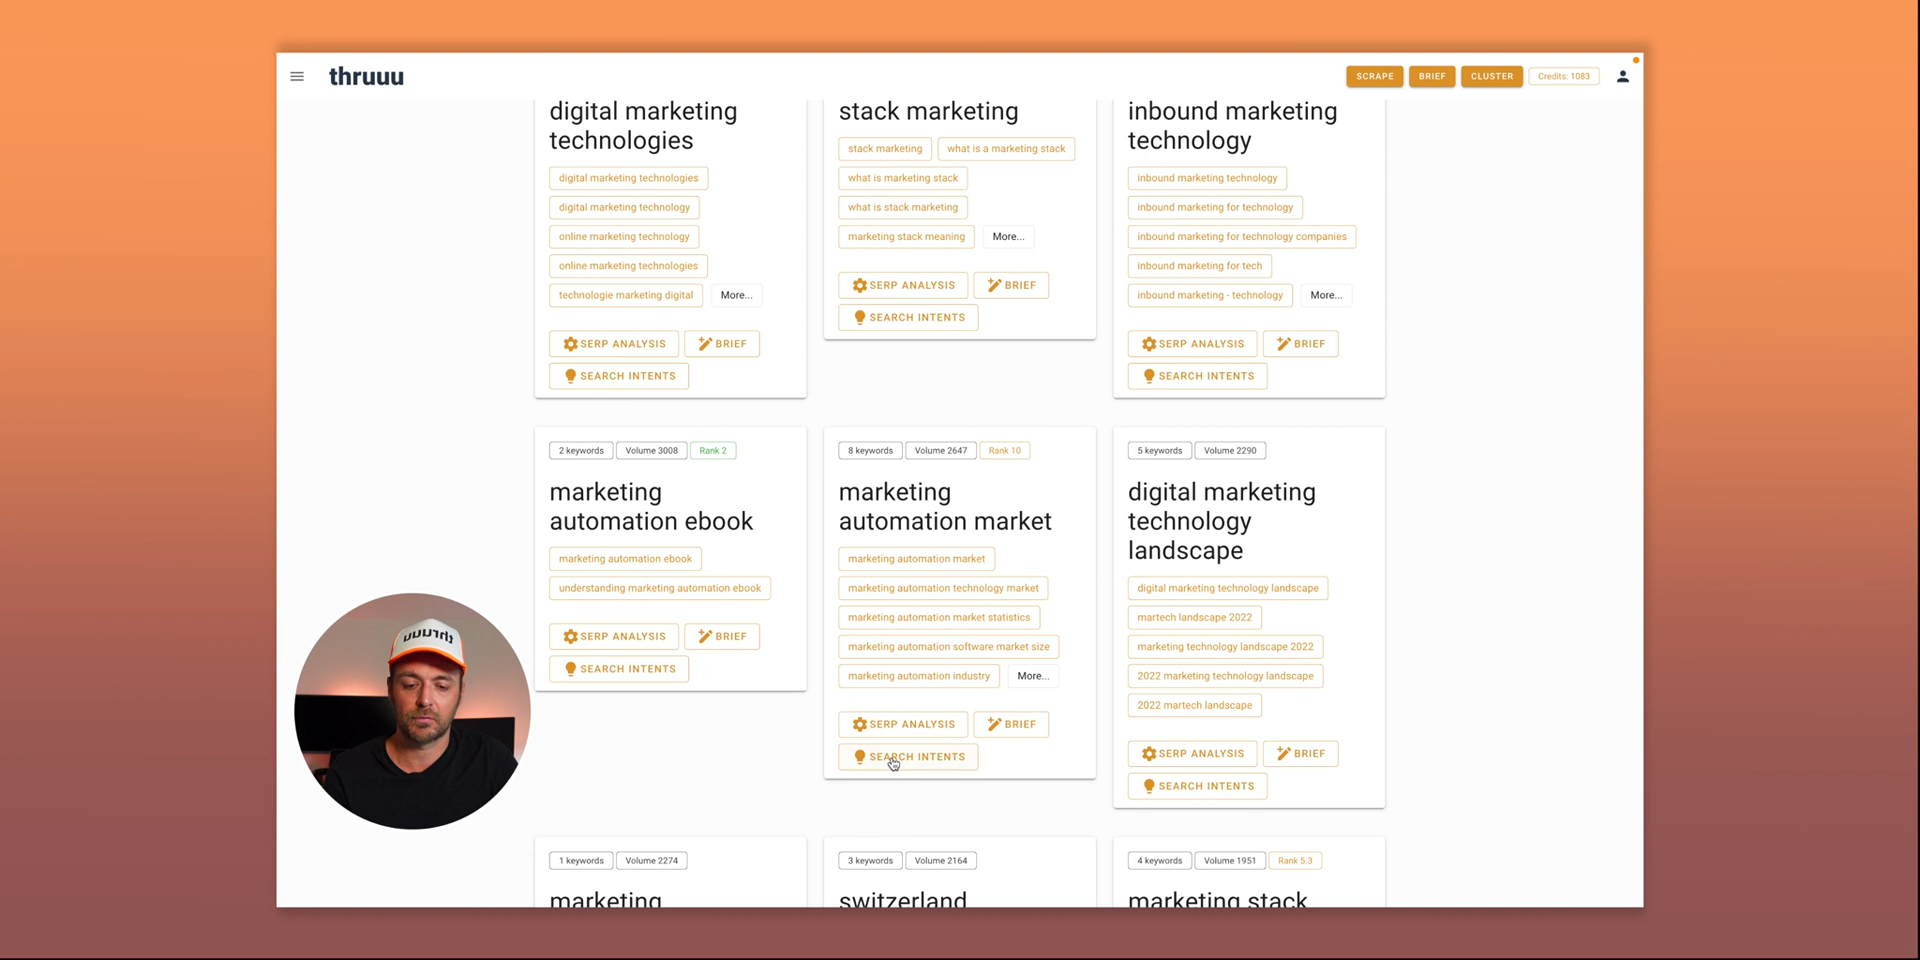 thruuu
SCRAPE
BRIEF
CLUSTER
Credits: 1083
digital marketing
technologies
digital marketing technologies
digital marketing technology
online marketing technology
online marketing technologies
technologie marketing digital
More...
SERP ANALYSIS
BRIEF
SEARCH INTENTS
stack marketing
stack marketing
what is a marketing stack
what is marketing stack
what is stack marketing
marketing stack meaning
More...
SERP ANALYSIS
BRIEF
SEARCH INTENTS
inbound marketing
technology
inbound marketing technology
inbound marketing for technology
inbound marketing for technology companies
inbound marketing for tech
inbound marketing - technology
More...
SERP ANALYSIS
BRIEF
SEARCH INTENTS
2 keywords
Volume 3008
Rank 2
marketing
automation ebook
marketing automation ebook
understanding marketing automation ebook
SERP ANALYSIS
BRIEF
SEARCH INTENTS
8 keywords
Volume 2647
Rank 10
marketing
automation market
marketing automation market
marketing automation technology market
marketing automation market statistics
marketing automation software market size
marketing automation industry
More...
SERP ANALYSIS
BRIEF
SEARCH INTENTS
5 keywords
Volume 2290
digital marketing
technology
landscape
digital marketing technology landscape
martech landscape 2022
marketing technology landscape 2022
2022 marketing technology landscape
2022 martech landscape
SERP ANALYSIS
BRIEF
SEARCH INTENTS
1 keywords
Volume 2274
marketing
3 keywords
Volume 2164
switzerland
4 keywords
Volume 1951
Rank 5.3
marketing stack
thruuu